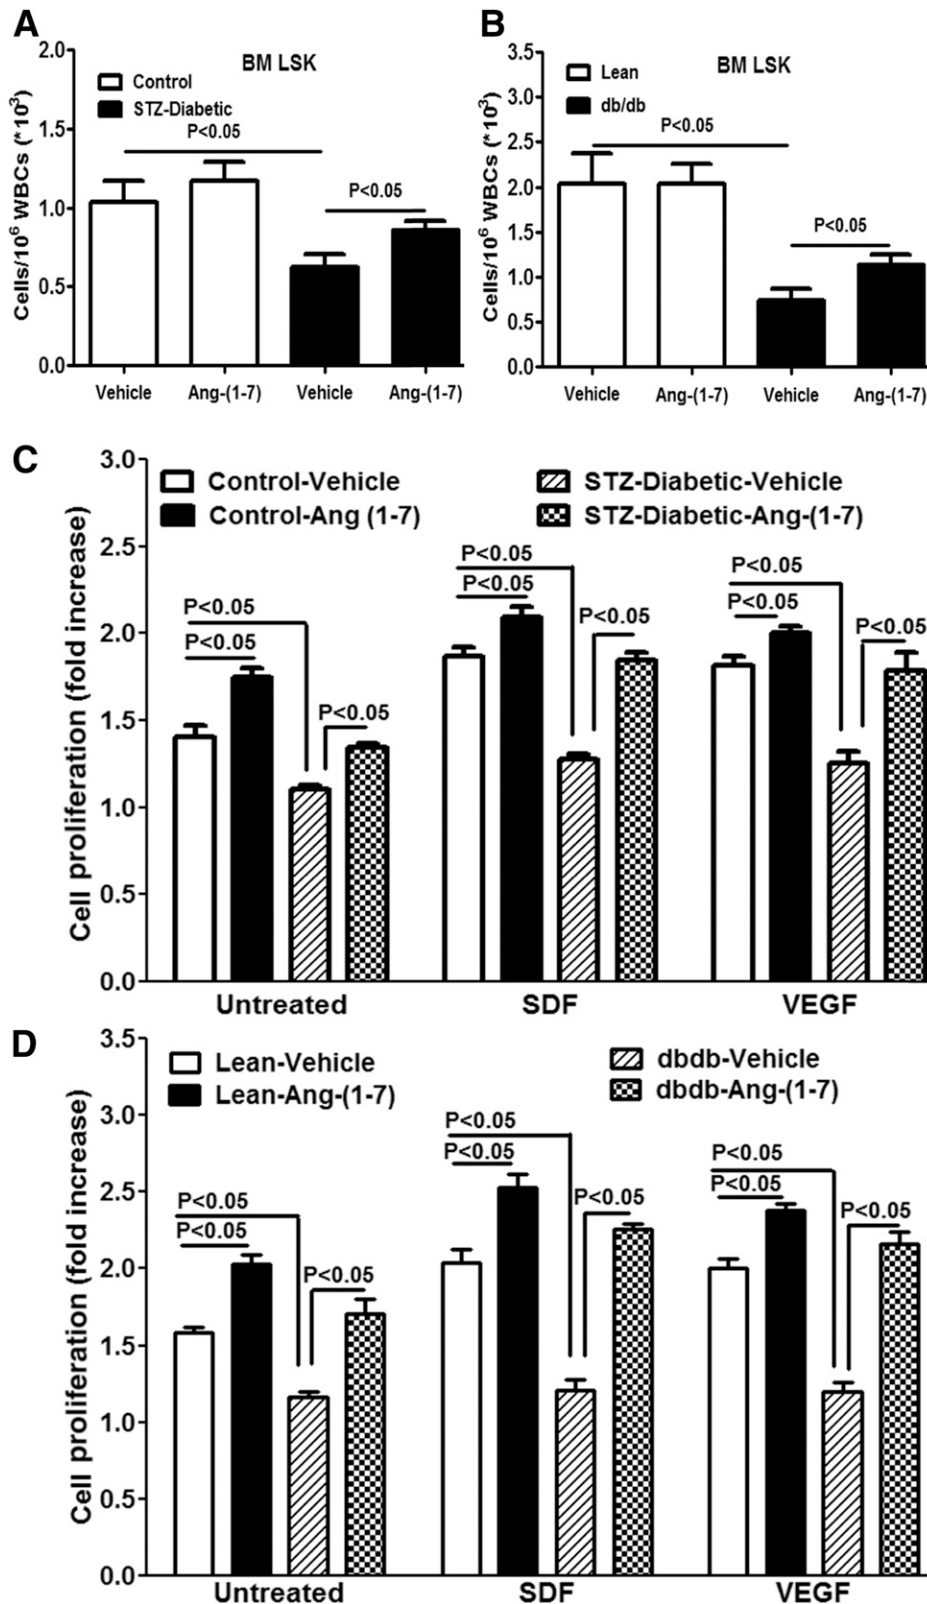 A
BM LSK
Control
STZ-Diabetic
P<0.05
P<0.05
Cells/10⁶ WBCs (*10³)
2.0
1.5
1.0
0.5
0.0
Vehicle Ang-(1-7) Vehicle Ang-(1-7)
B
BM LSK
Lean
db/db
P<0.05
P<0.05
Cells/10⁶ WBCs (*10³)
3.5
3.0
2.5
2.0
1.5
1.0
0.5
0.0
Vehicle Ang-(1-7) Vehicle Ang-(1-7)
C
Control-Vehicle
Control-Ang (1-7)
STZ-Diabetic-Vehicle
STZ-Diabetic-Ang-(1-7)
Cell proliferation (fold increase)
3.0
2.5
2.0
1.5
1.0
0.5
0.0
P<0.05
P<0.05
P<0.05
P<0.05
P<0.05
P<0.05
P<0.05
P<0.05
P<0.05
Untreated SDF VEGF
D
Lean-Vehicle
Lean-Ang-(1-7)
dbdb-Vehicle
dbdb-Ang-(1-7)
Cell proliferation (fold increase)
3.5
3.0
2.5
2.0
1.5
1.0
0.5
0.0
P<0.05
P<0.05
P<0.05
P<0.05
P<0.05
P<0.05
P<0.05
P<0.05
P<0.05
Untreated SDF VEGF